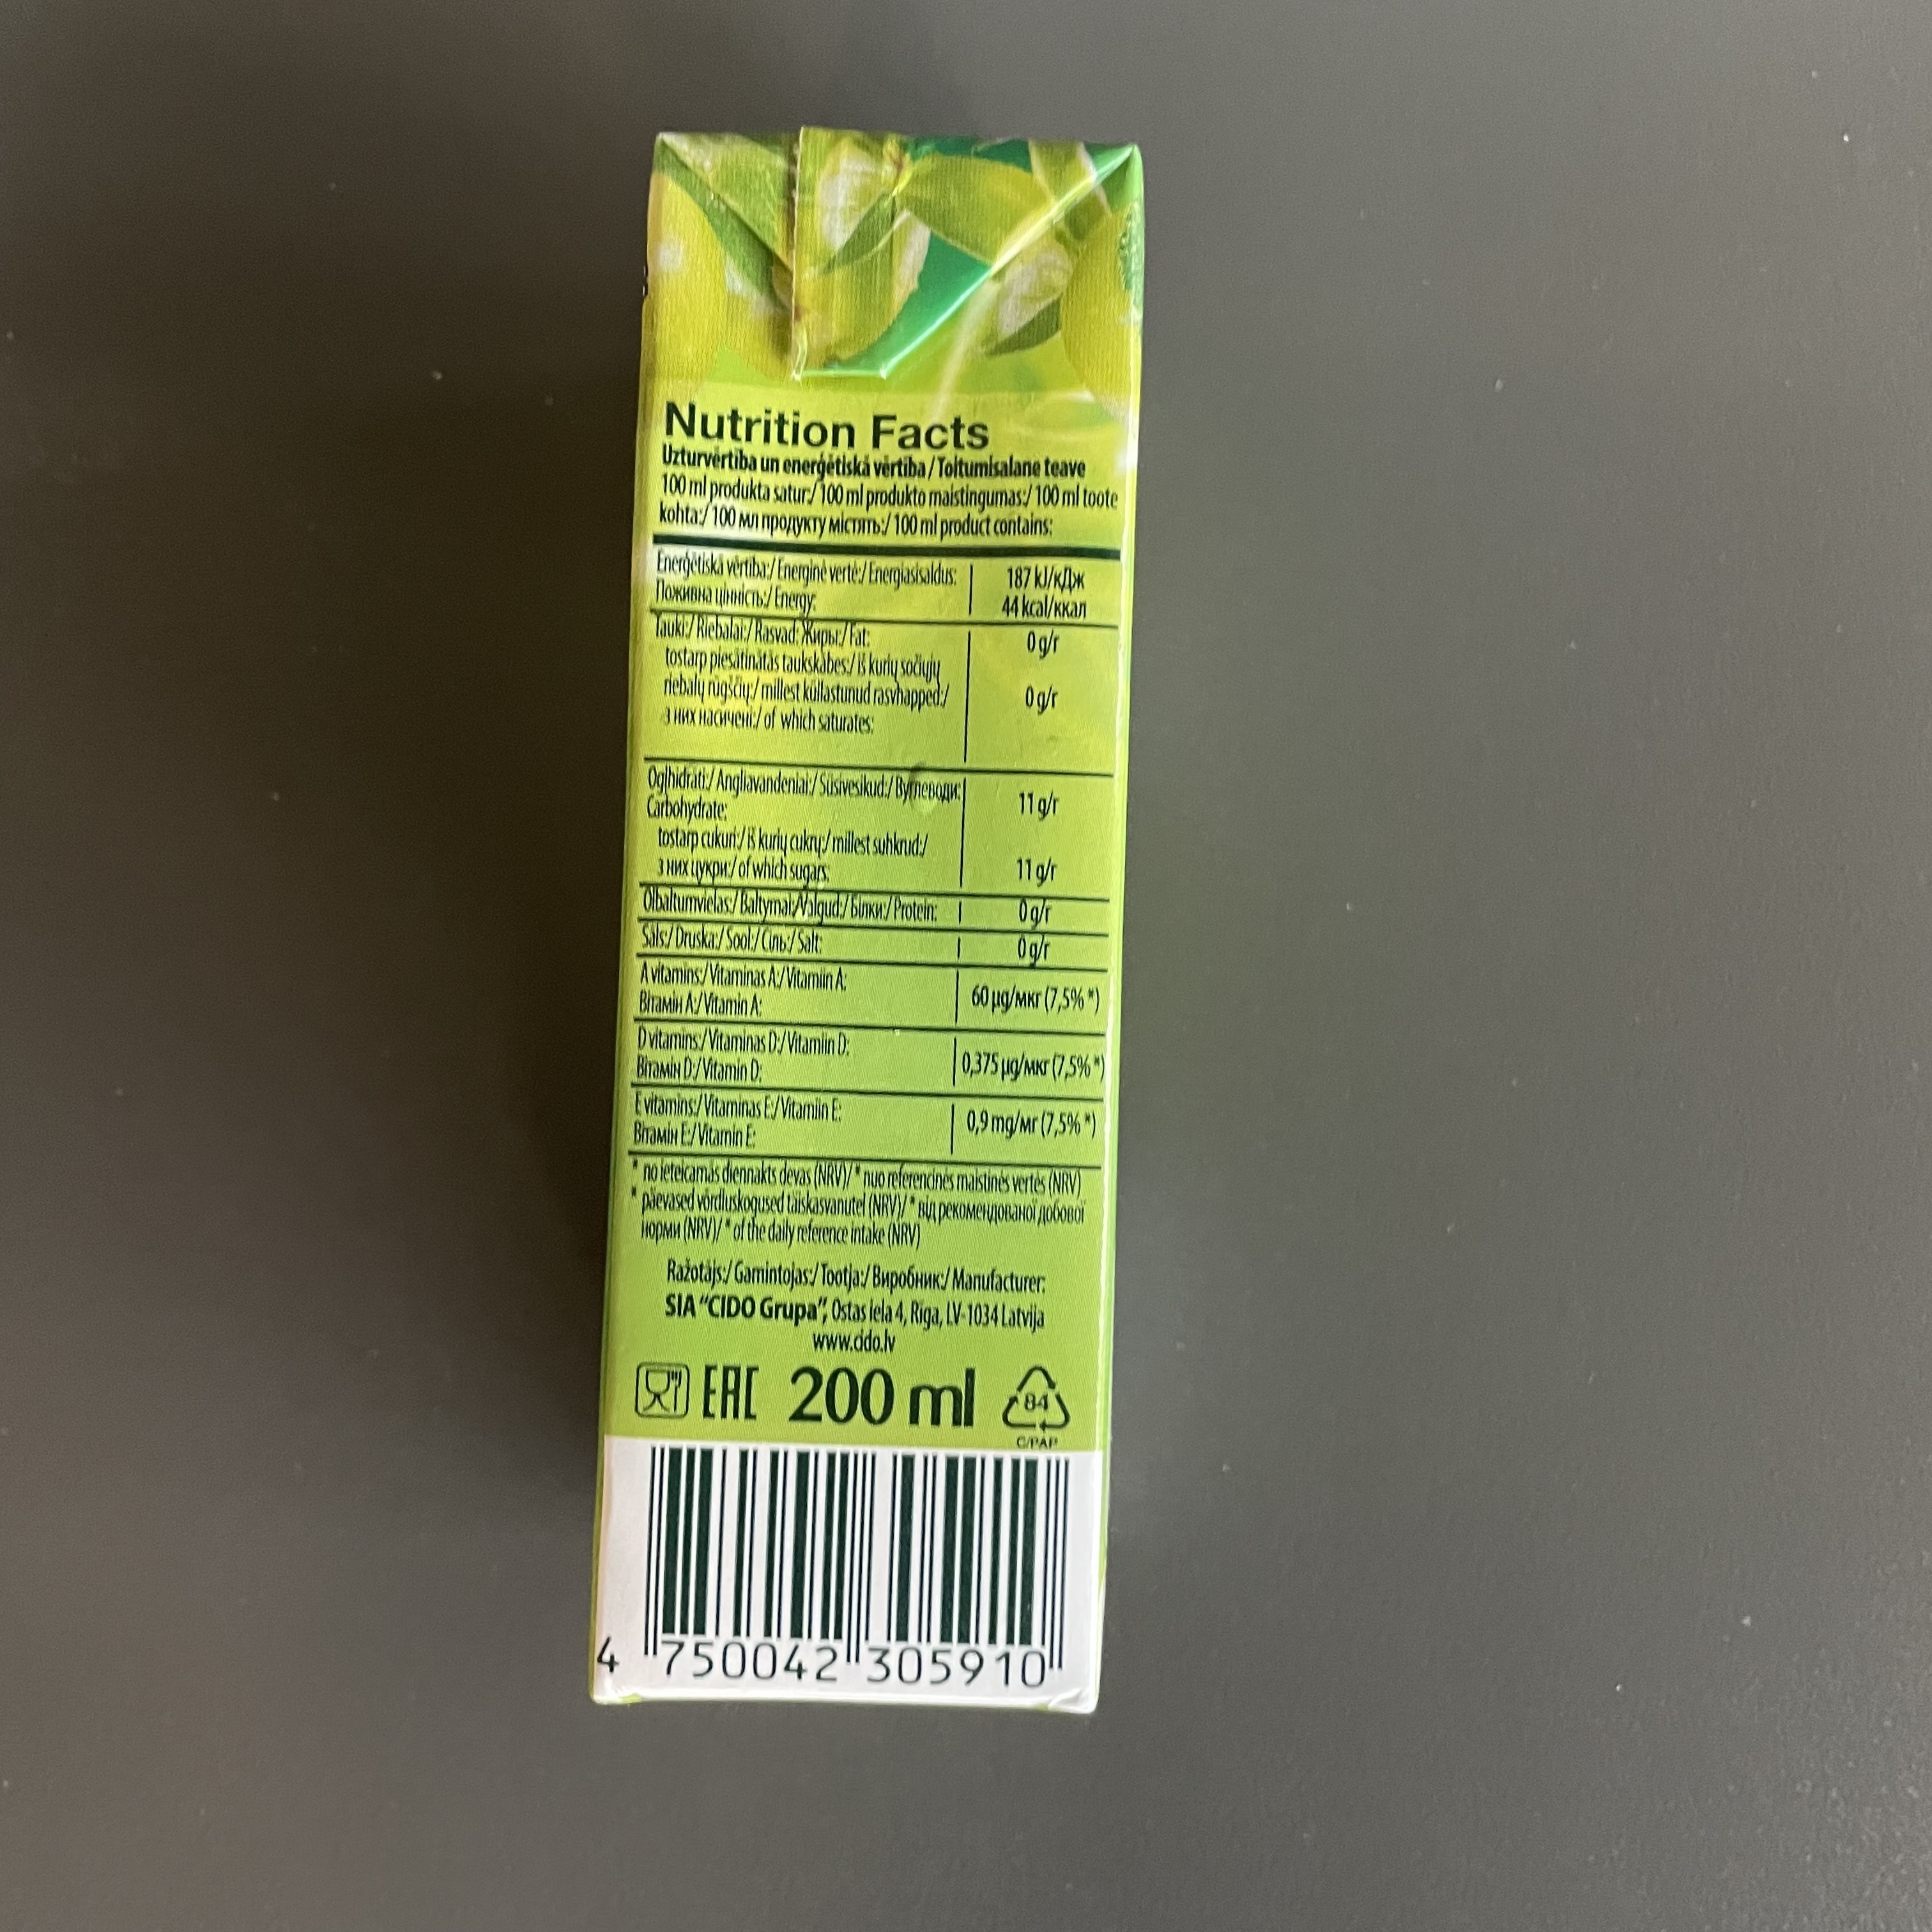 Nutrition Facts
Uzturvērtība un enerģētiskā vērtība / Toitumisalane teave
100 ml produkta satur:/ 100 ml produkto maistingumas:/ 100 ml toote
kohta:/ 100 мл продукту містять:/ 100 ml product contains:
Enerģētiskā vērtība:/ Energinė vertė:/ Energiasisaldus: 187 kJ/кДж
Поживна цінність:/ Energy: 44 kcal/ккал
Tauki:/ Riebalai:/ Rasvad: Жиры:/ Fat: 0 g/г
tostarp piesātinātās taukskābes:/ iš kurių sočiųjų
riebalų rūgščių:/ millest küllastunud rasvhapped:/ 0 g/г
з них насичені:/ of which saturates:
Ogļhidrāti:/ Angliavandeniai:/ Süsivesikud:/ Вуглеводи: 11 g/г
Carbohydrate:
tostarp cukuri:/ iš kurių cukrų:/ millest suhkrud:/
з них цукри:/ of which sugars: 11 g/г
Olbaltumvielas:/ Baltymai:/Valgud:/ Білки:/ Protein: 0 g/г
Sāls:/ Druska:/ Sool:/ Сіль:/ Salt: 0 g/г
A vitamīns:/ Vitaminas A:/ Vitamiin A:
Вітамін A:/ Vitamin A: 60 µg/мкг (7,5% *)
D vitamīns:/ Vitaminas D:/ Vitamiin D:
Вітамін D:/ Vitamin D: 0,375 µg/мкг (7,5% *)
E vitamīns:/ Vitaminas E:/ Vitamiin E:
Вітамін E:/ Vitamin E: 0,9 mg/мг (7,5% *)
* no ieteicamās diennakts devas (NRV)/ * nuo referencinės maistinės vertės (NRV)
* päevased võrdluskogused täiskasvanutel (NRV)/ * від рекомендованої добової
норми (NRV)/ * of the daily reference intake (NRV)
Ražotājs:/ Gamintojas:/ Tootja:/ Виробник:/ Manufacturer:
SIA "CIDO Grupa", Ostas iela 4, Rīga, LV-1034 Latvija
www.cido.lv
EAC 200 ml 84
C/PAP
4 750042 305910